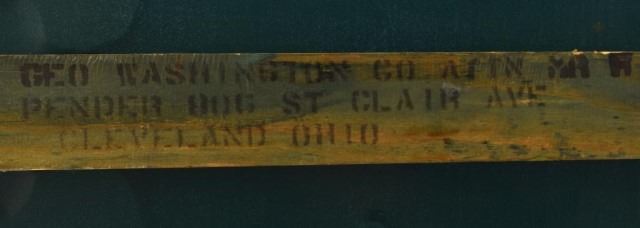 GEO WASHINGTON CO ATTN MR W
PENDER 806 ST CLAIR AVE
CLEVELAND OHIO